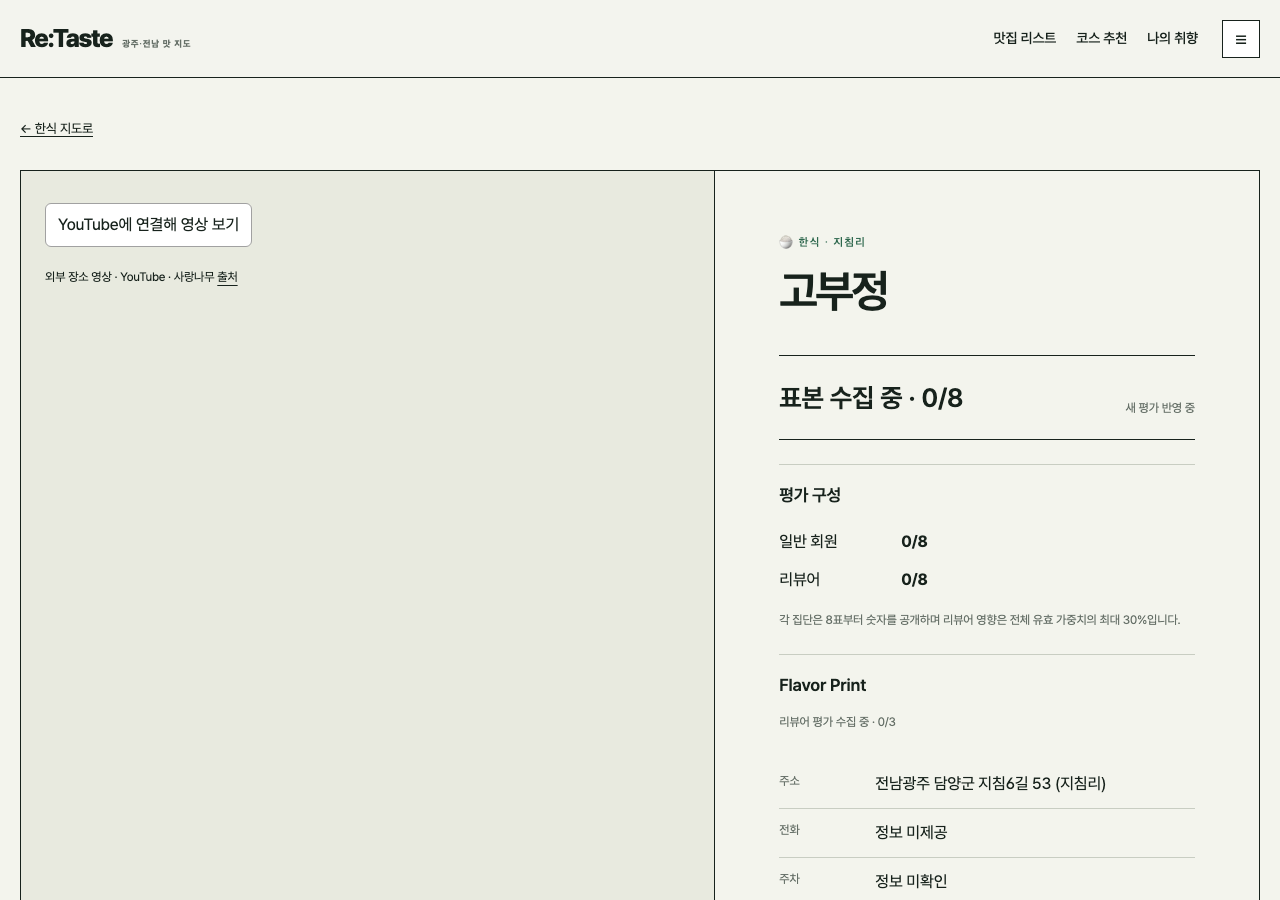 Re:Taste 광주·전남 맛 지도
맛집 리스트 코스 추천 나의 취향 ≡
← 한식 지도로
YouTube에 연결해 영상 보기
외부 장소 영상 · YouTube · 사랑나무 출처
한식 · 지침리
고부정
표본 수집 중 · 0/8
새 평가 반영 중
평가 구성
일반 회원 0/8
리뷰어 0/8
각 집단은 8표부터 숫자를 공개하며 리뷰어 영향은 전체 유효 가중치의 최대 30%입니다.
Flavor Print
리뷰어 평가 수집 중 · 0/3
주소 전남광주 담양군 지침6길 53 (지침리)
전화 정보 미제공
주차 정보 미확인